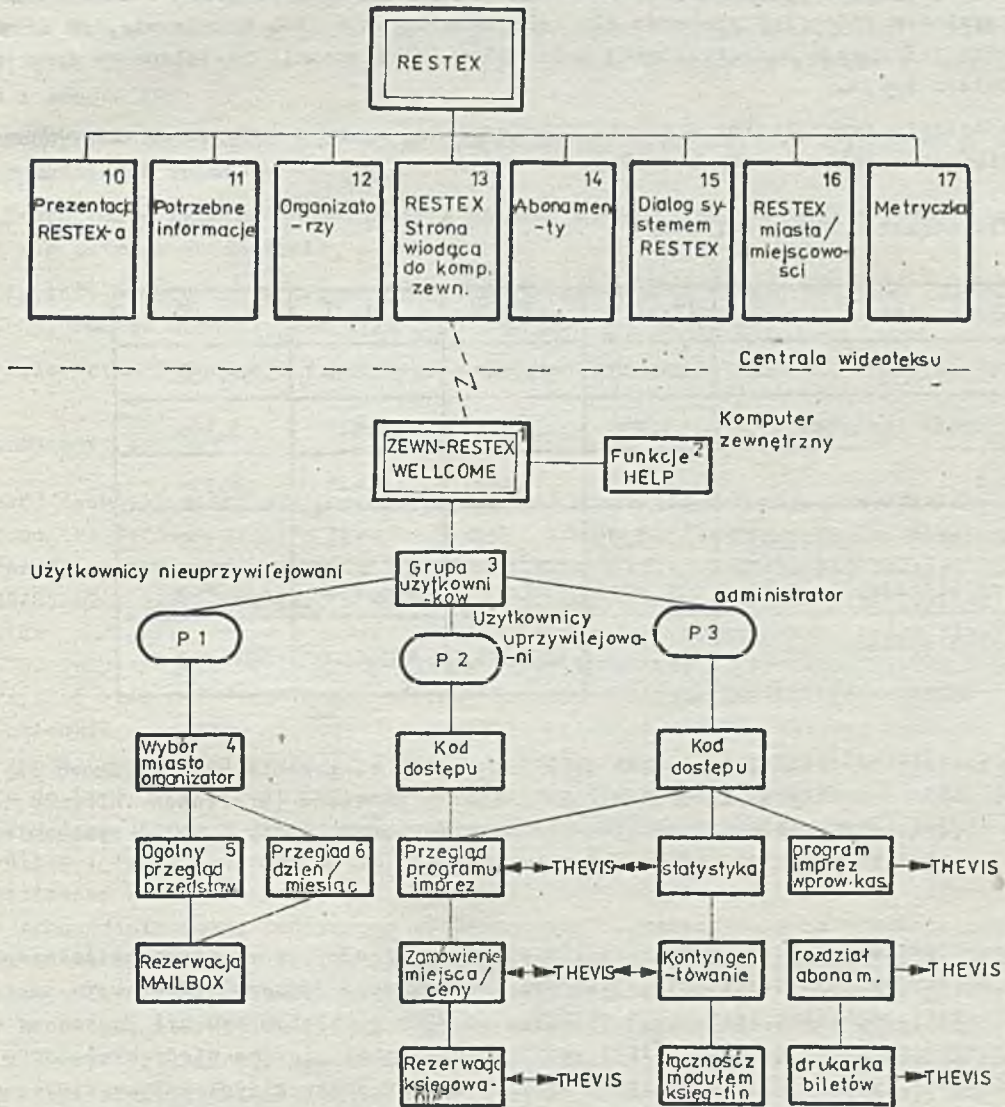 RESTEX
10
Prezentacja
RESTEX-a
11
Potrzebne
informacje
12
Organizato
-rzy
13
RESTEX
Strona
wiodąca
do komp.
zewn.
14
Abonamen
-ty
15
Dialog sy-
stemem
RESTEX
16
RESTEX
miasta/
miejscowo-
ści
17
Metryczka
Centrala wideoteksu
ZEWN-RESTEX 1
WELLCOME
Funkcje 2
HELP
Komputer
zewnętrzny
Użytkownicy nieuprzywilejowani
Grupa 3
użytkowni
-ków
administrator
Użytkownicy
uprzywilejowa-
-ni
P 1
P 2
P 3
Wybór 4
miasto
organizator
Kod
dostępu
Kod
dostępu
Ogólny 5
przegląd
przedstaw
Przegląd 6
dzień/
miesiąc
Przegląd
programu
imprez
THEVIS
statystyka
program
imprez
wprow.kas.
THEVIS
Rezerwacja
MAILBOX
Zamówienie
miejsca/
ceny
THEVIS
Kontyngen
-towanie
rozdział
abonam.
THEVIS
Rezerwacja
księgowa-
nie
THEVIS
łączność z
modułem
księg-fin
drukarka
biletów
THEVIS